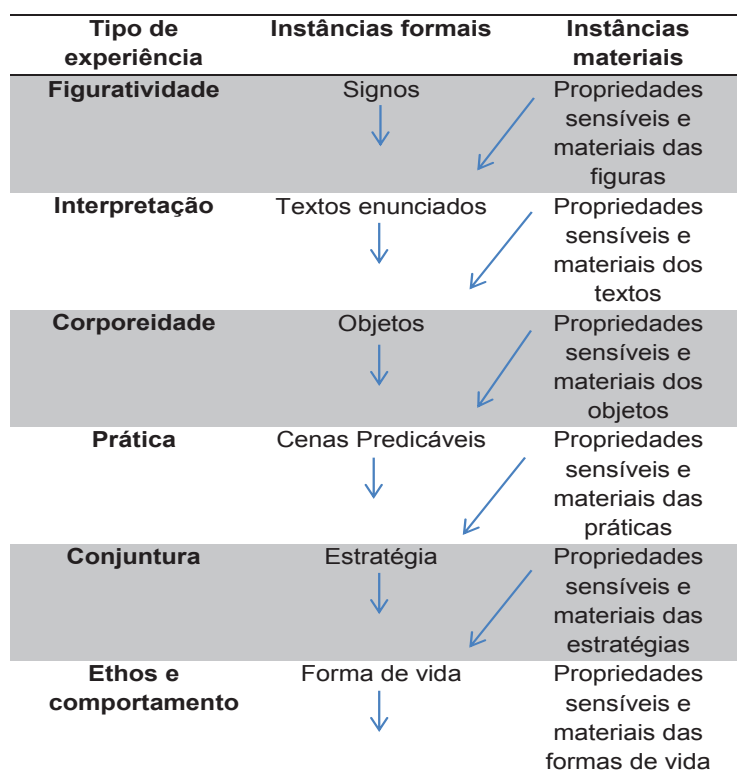 Tipo de experiência
Instâncias formais
Instâncias materiais
Figuratividade
Signos
Propriedades
sensíveis e
materiais das
figuras
Interpretação
Textos enunciados
Propriedades
sensíveis e
materiais dos
textos
Corporeidade
Objetos
Propriedades
sensíveis e
materiais dos
objetos
Prática
Cenas Predicáveis
Propriedades
sensíveis e
materiais das
práticas
Conjuntura
Estratégia
Propriedades
sensíveis e
materiais das
estratégias
Ethos e
comportamento
Forma de vida
Propriedades
sensíveis e
materiais das
formas de vida